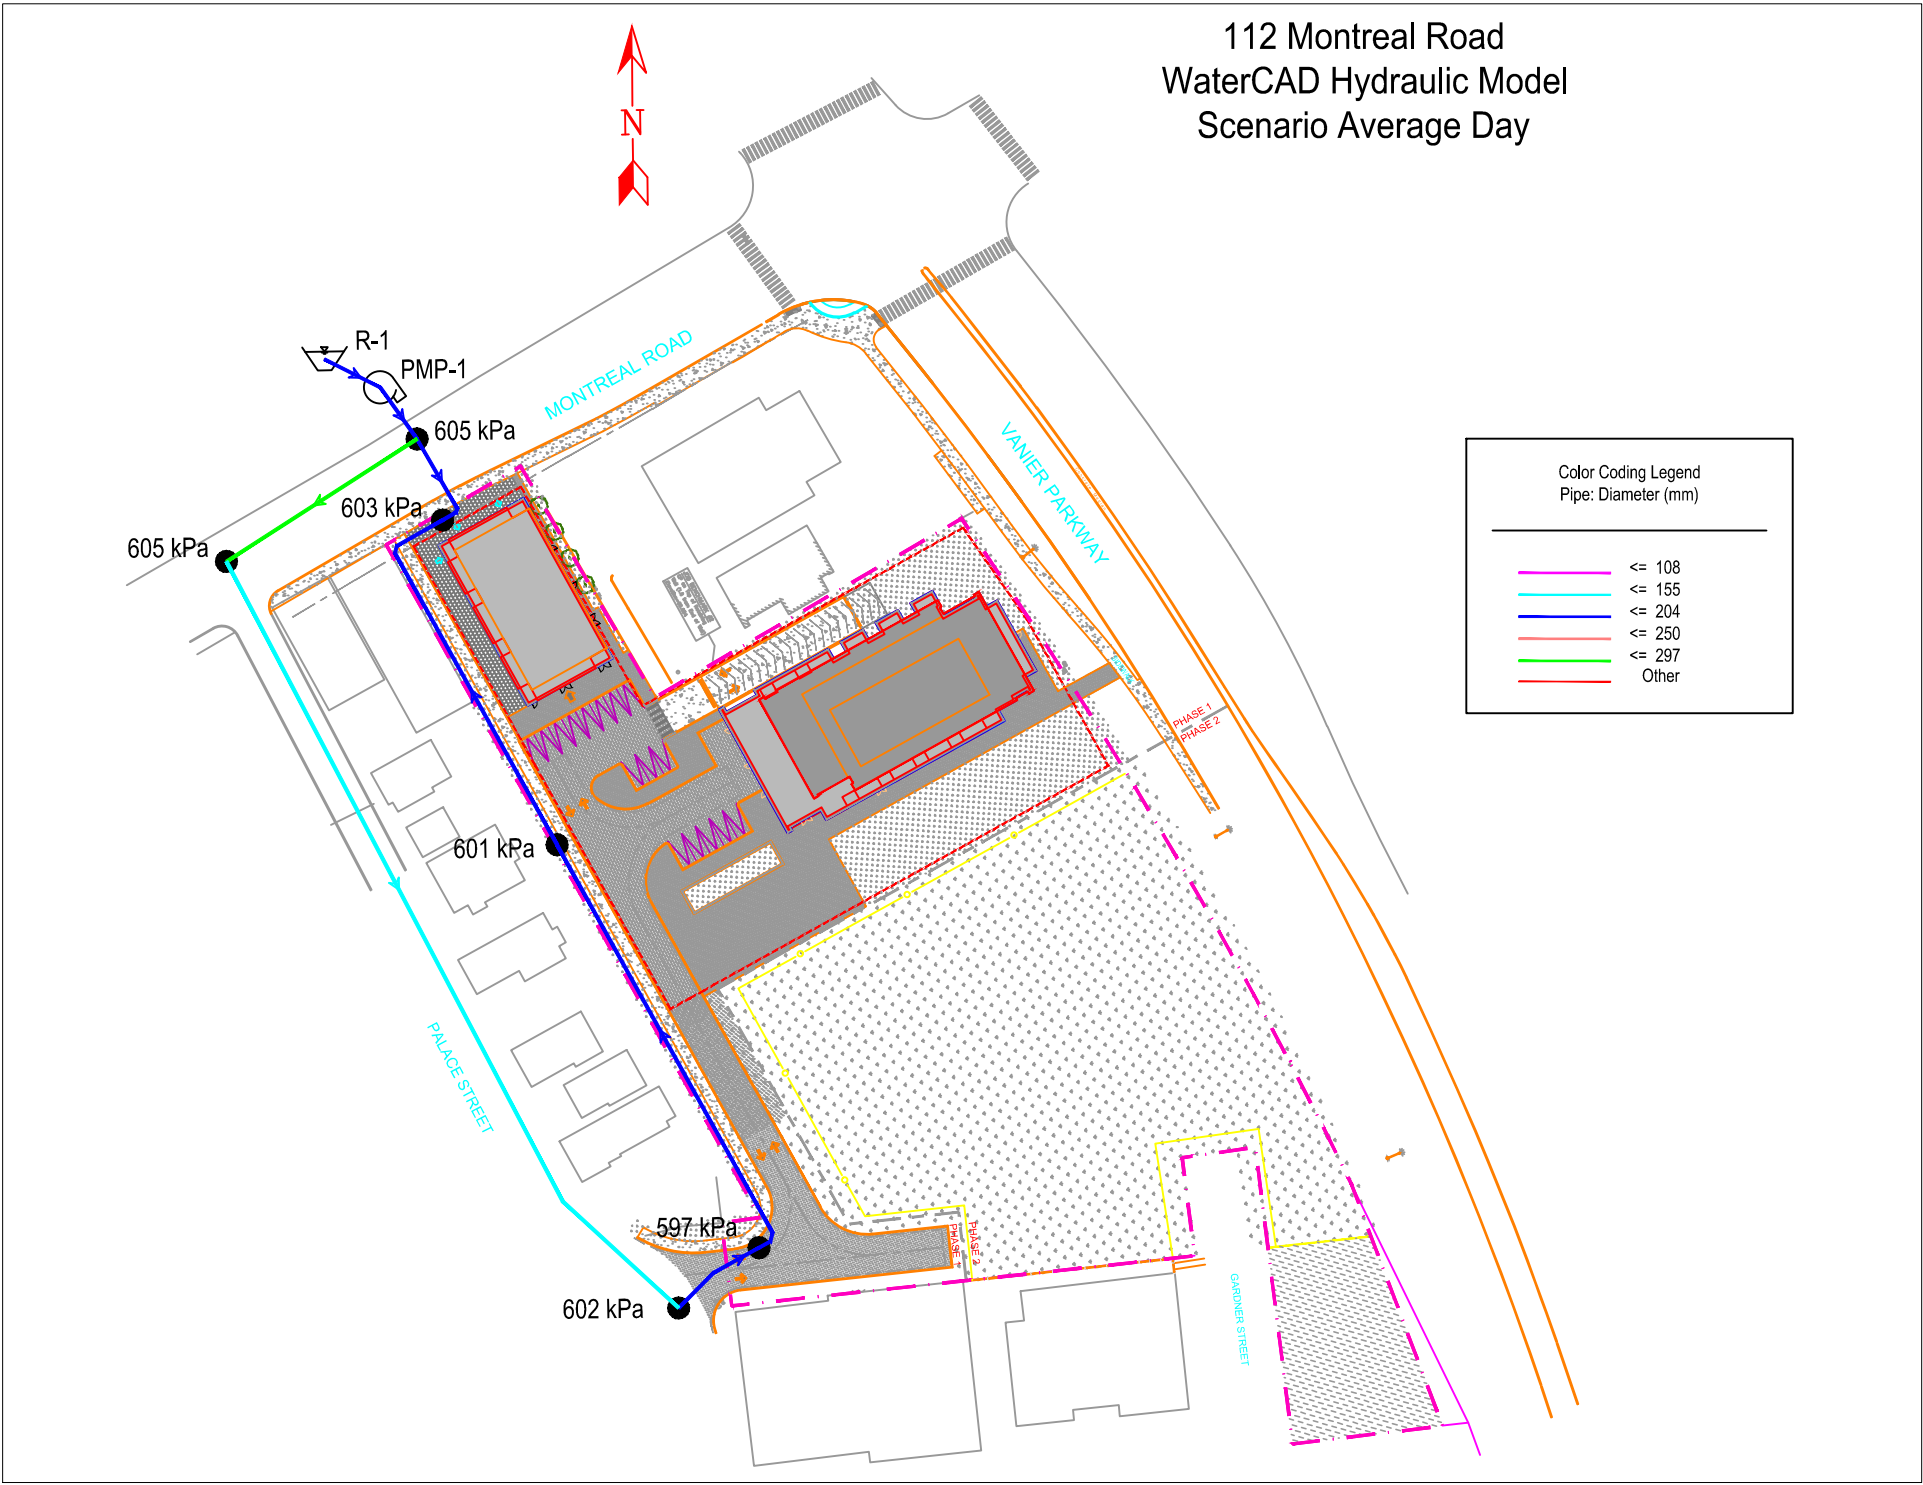 112 Montreal Road
WaterCAD Hydraulic Model
Scenario Average Day
N
R-1
PMP-1
MONTREAL ROAD
605 kPa
VANIER PARKWAY
603 kPa
605 kPa
Color Coding Legend
Pipe: Diameter (mm)
<= 108
<= 155
<= 204
<= 250
<= 297
Other
PHASE 1
PHASE 2
601 kPa
PALACE STREET
597 kPa
PHASE 1
PHASE 2
602 kPa
GARDNER STREET